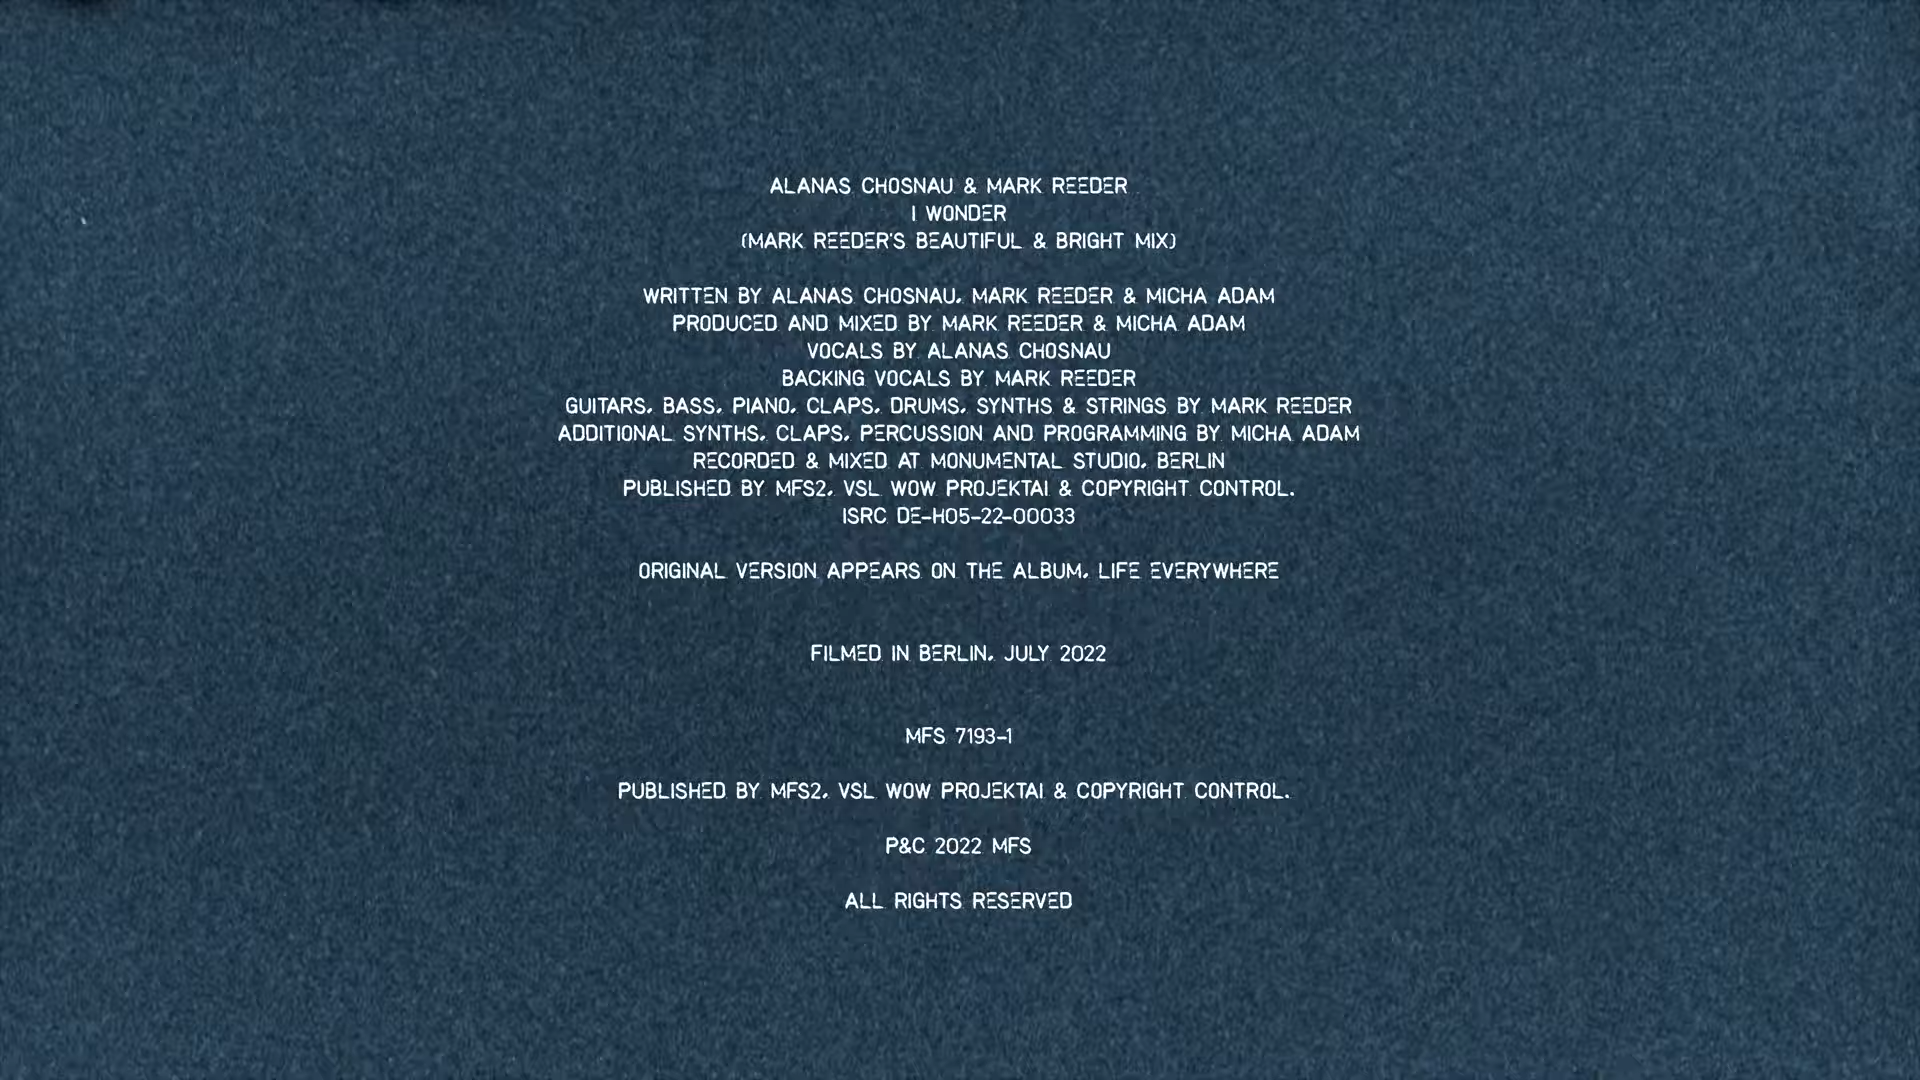 ALANAS CHOSNAU & MARK REEDER
I WONDER
(MARK REEDER'S BEAUTIFUL & BRIGHT MIX)
WRITTEN BY ALANAS CHOSNAU, MARK REEDER & MICHA ADAM
PRODUCED AND MIXED BY MARK REEDER & MICHA ADAM
VOCALS BY ALANAS CHOSNAU
BACKING VOCALS BY MARK REEDER
GUITARS, BASS, PIANO, CLAPS, DRUMS, SYNTHS & STRINGS BY MARK REEDER
ADDITIONAL SYNTHS, CLAPS, PERCUSSION AND PROGRAMMING BY MICHA ADAM
RECORDED & MIXED AT MONUMENTAL STUDIO, BERLIN
PUBLISHED BY MFS2, VSL WOW PROJEKTAI & COPYRIGHT CONTROL.
ISRC DE-H05-22-00033
ORIGINAL VERSION APPEARS ON THE ALBUM, LIFE EVERYWHERE
FILMED IN BERLIN, JULY 2022
MFS 7193-1
PUBLISHED BY MFS2, VSL WOW PROJEKTAI & COPYRIGHT CONTROL.
P&C 2022 MFS
ALL RIGHTS RESERVED